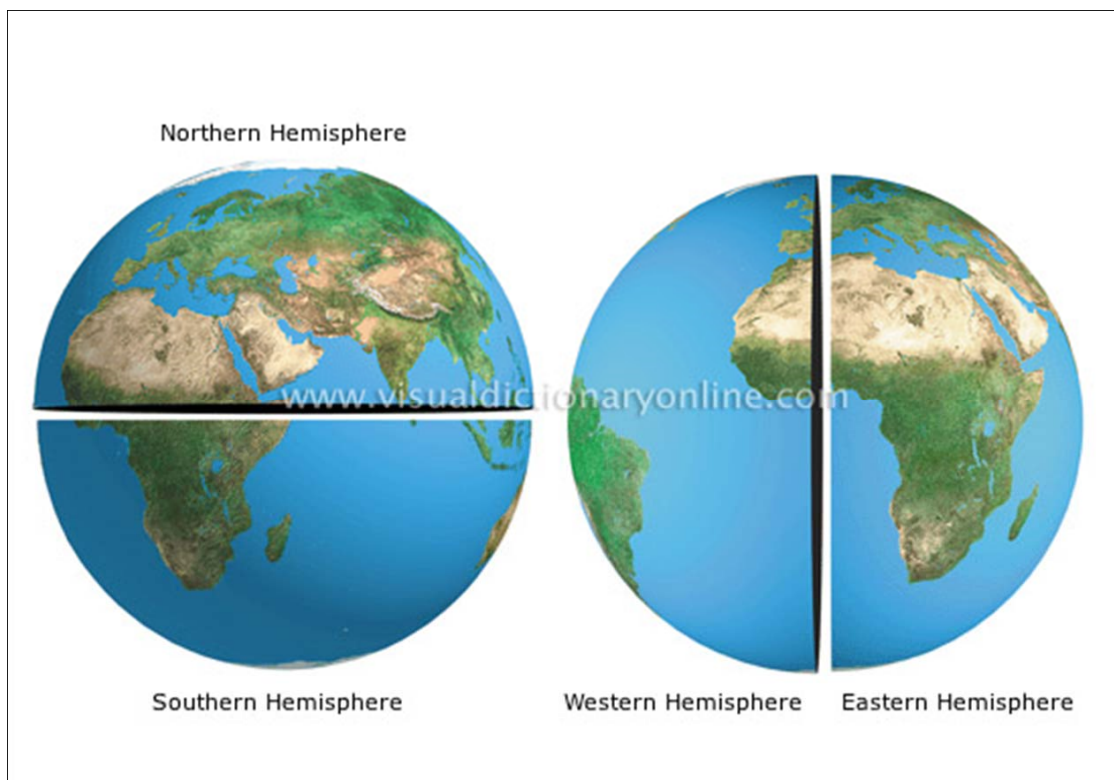 Northern Hemisphere
www.visualdictionaryonline.com
Southern Hemisphere
Western Hemisphere
Eastern Hemisphere